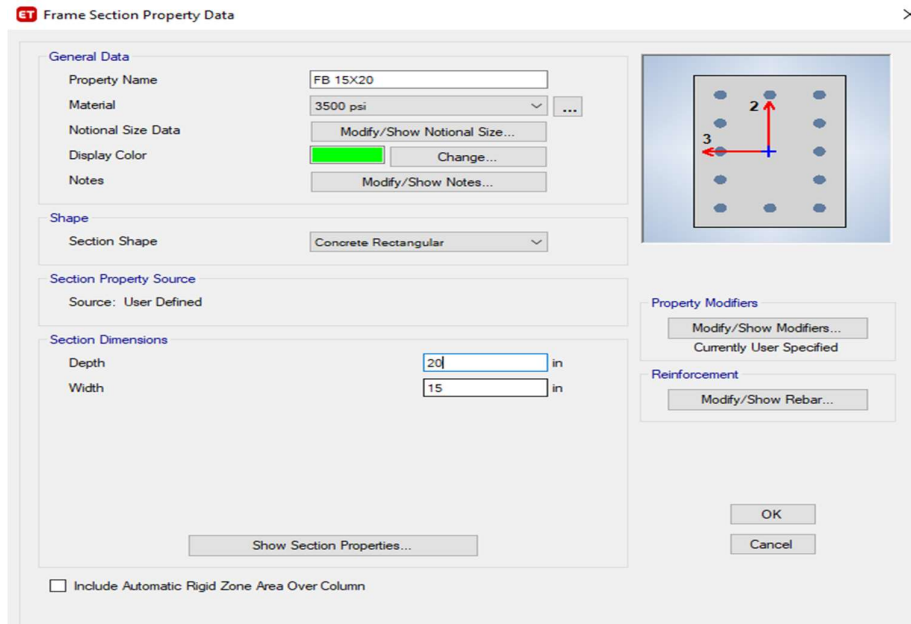 ET Frame Section Property Data
General Data
Property Name FB 15X20
Material 3500 psi ...
Notional Size Data Modify/Show Notional Size...
Display Color Change...
Notes Modify/Show Notes...
2
3
Shape
Section Shape Concrete Rectangular
Section Property Source
Source: User Defined
Section Dimensions
Depth 20 in
Width 15 in
Show Section Properties...
Include Automatic Rigid Zone Area Over Column
Property Modifiers
Modify/Show Modifiers...
Currently User Specified
Reinforcement
Modify/Show Rebar...
OK
Cancel